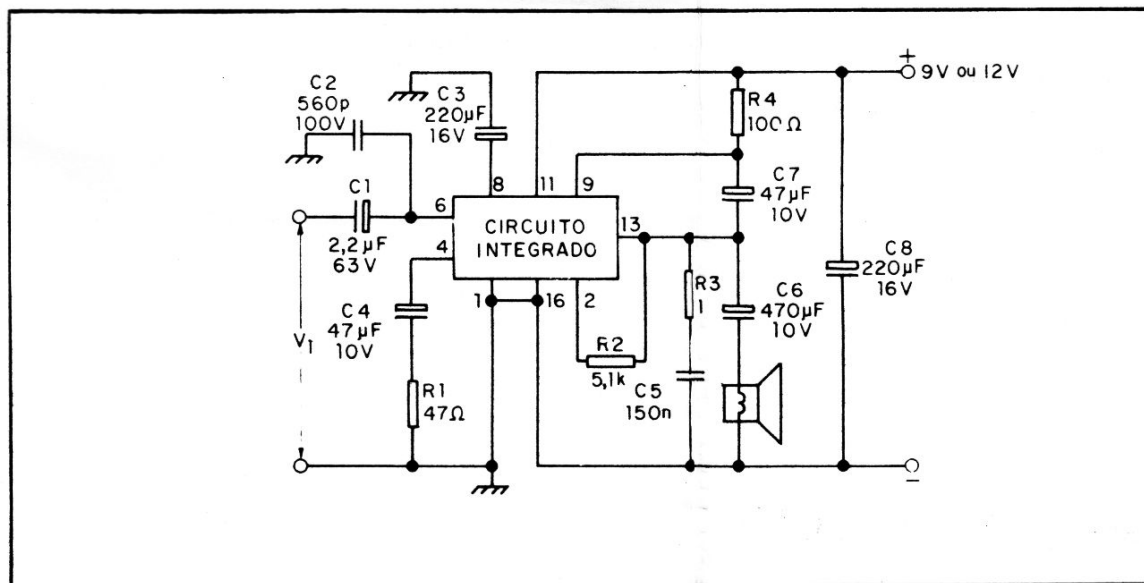 C2
560p
100V
C3
220µF
16V
+
9V ou 12V
R4
100Ω
8
11
9
C7
47µF
10V
C1
2,2µF
63V
6
CIRCUITO
INTEGRADO
13
4
C8
220µF
16V
R3
1
C6
470µF
10V
1
16
2
C4
47µF
10V
V1
R2
5,1k
C5
150n
R1
47Ω
−